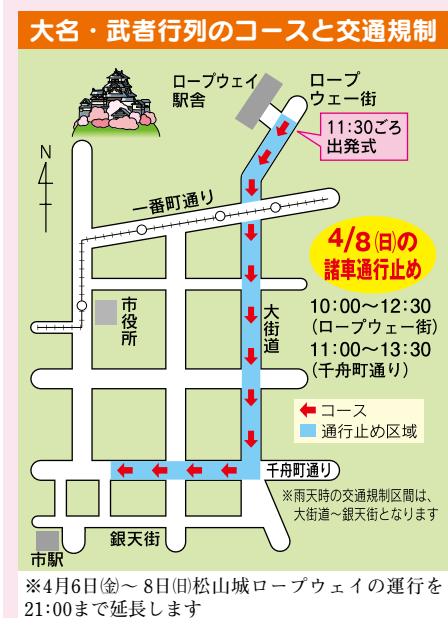 大名・武者行列のコースと交通規制
ロープウェイ
駅舎
ロープ
ウェー街
11:30ごろ
出発式
N
一番町通り
4/8(日)の
諸車通行止め
10:00〜12:30
(ロープウェー街)
11:00〜13:30
(千舟町通り)
市役所
大街道
コース
通行止め区域
千舟町通り
※雨天時の交通規制区間は、
大街道〜銀天街となります
銀天街
市駅
※4月6日(金)〜8日(日)松山城ロープウェイの運行を
21:00まで延長します